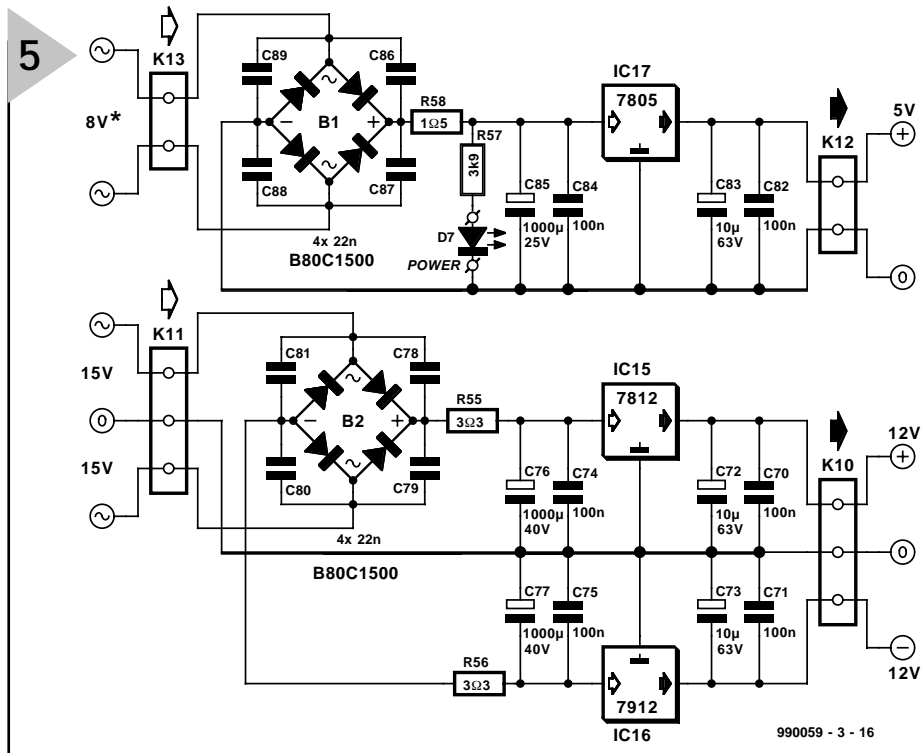 5
K13
8V*
C89
C86
C88
C87
B1
~
~
−
+
4x 22n
B80C1500
R58
1Ω5
R57
3k9
D7
POWER
C85
1000µ
25V
C84
100n
IC17
7805
C83
10µ
63V
C82
100n
K12
5V
+
0
K11
15V
0
15V
C81
C78
C80
C79
B2
~
~
−
+
4x 22n
B80C1500
R55
3Ω3
R56
3Ω3
C76
1000µ
40V
C74
100n
C77
1000µ
40V
C75
100n
IC15
7812
7912
IC16
C72
10µ
63V
C70
100n
C73
10µ
63V
C71
100n
K10
12V
+
0
−
12V
990059 - 3 - 16